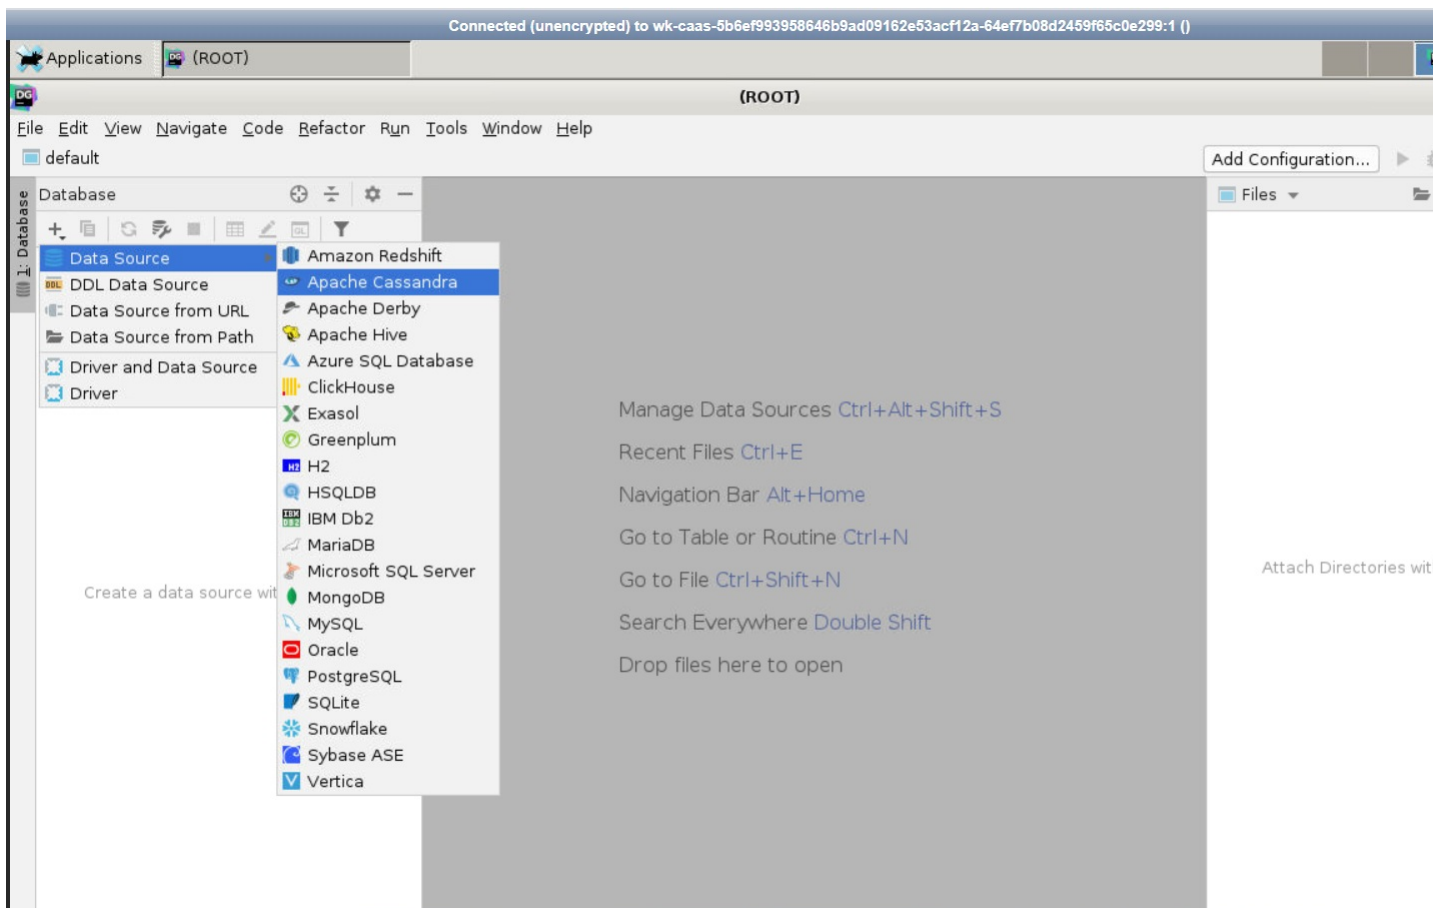 Connected (unencrypted) to wk-caas-5b6ef993958646b9ad09162e53acf12a-64ef7b08d2459f65c0e299:1 ()
Applications
DG (ROOT)
DG (ROOT)
File Edit View Navigate Code Refactor Run Tools Window Help
default
Add Configuration...
1: Database
Database
Files
QL
Data Source
DDL DDL Data Source
Data Source from URL
Data Source from Path
Driver and Data Source
Driver
Create a data source wit
Amazon Redshift
Apache Cassandra
Apache Derby
Apache Hive
Azure SQL Database
ClickHouse
Exasol
Greenplum
H2 H2
HSQLDB
IBM DB2 IBM Db2
MariaDB
Microsoft SQL Server
MongoDB
MySQL
Oracle
PostgreSQL
SQLite
Snowflake
Sybase ASE
V Vertica
Manage Data Sources Ctrl+Alt+Shift+S
Recent Files Ctrl+E
Navigation Bar Alt+Home
Go to Table or Routine Ctrl+N
Go to File Ctrl+Shift+N
Search Everywhere Double Shift
Drop files here to open
Attach Directories wit